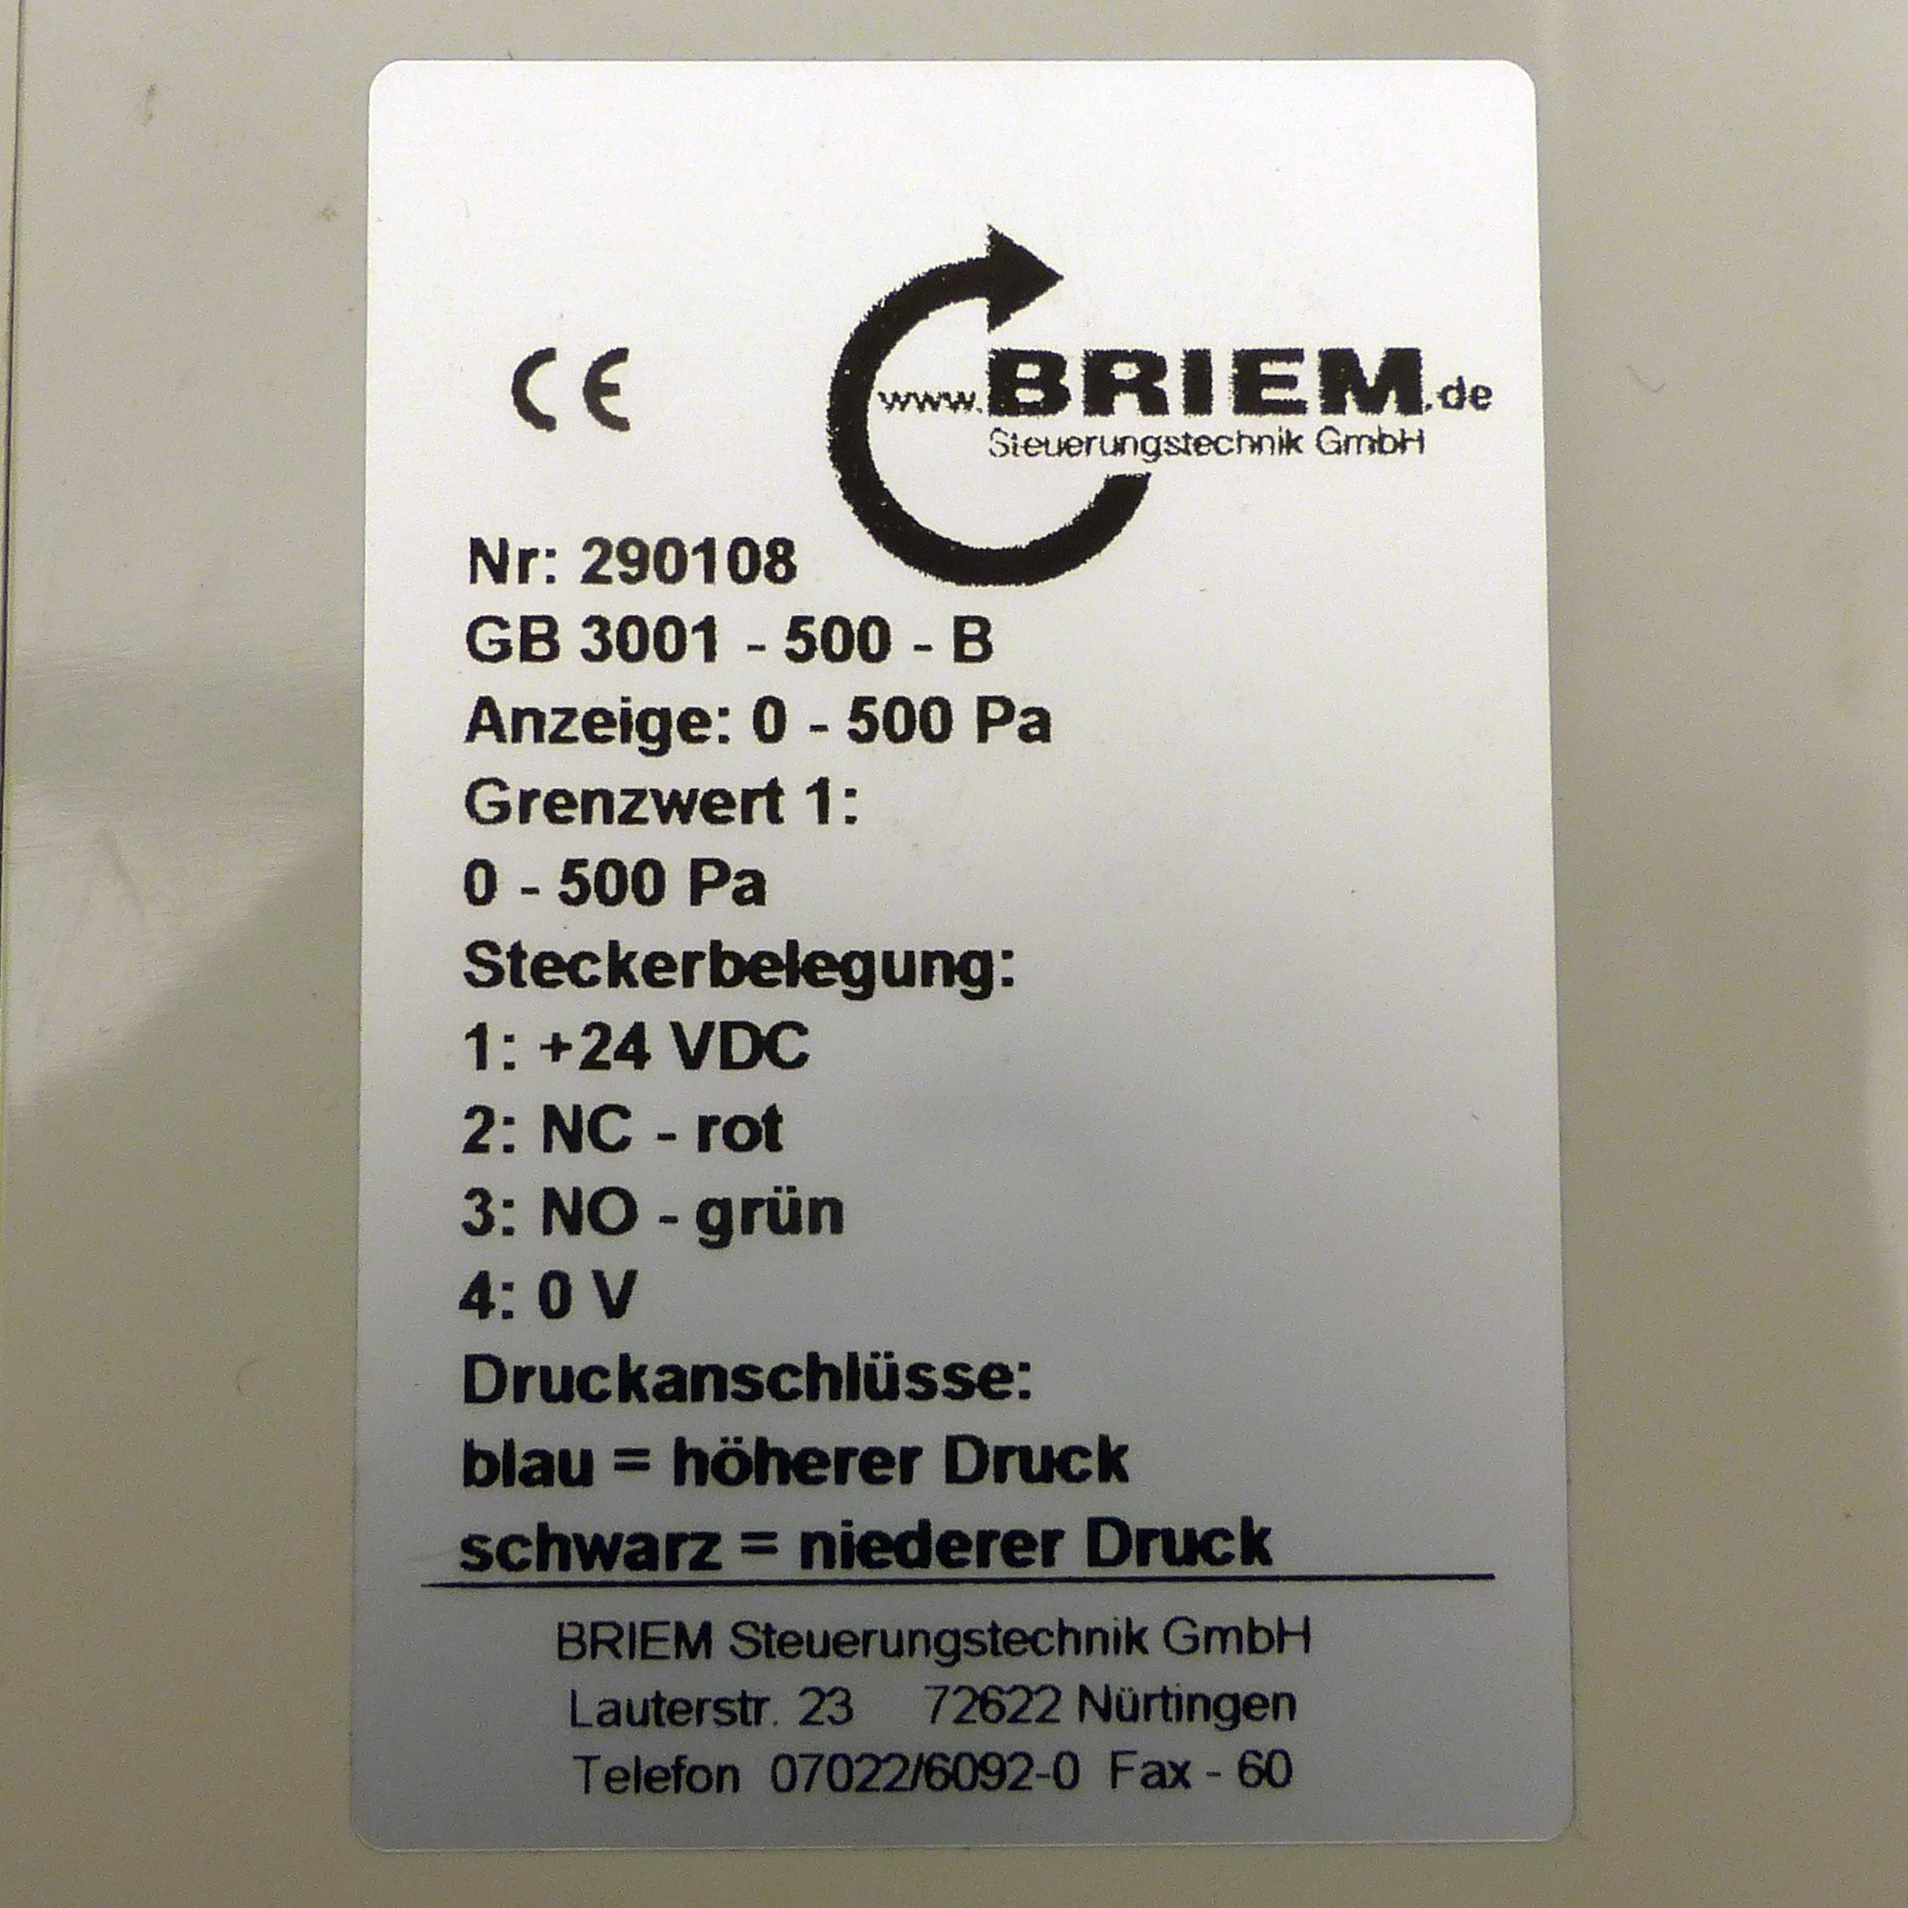 CE
www.BRIEM.de
Steuerungstechnik GmbH
Nr: 290108
GB 3001 - 500 - B
Anzeige: 0 - 500 Pa
Grenzwert 1:
0 - 500 Pa
Steckerbelegung:
1: +24 VDC
2: NC - rot
3: NO - grün
4: 0 V
Druckanschlüsse:
blau = höherer Druck
schwarz = niederer Druck
BRIEM Steuerungstechnik GmbH
Lauterstr. 23 72622 Nürtingen
Telefon 07022/6092-0 Fax - 60